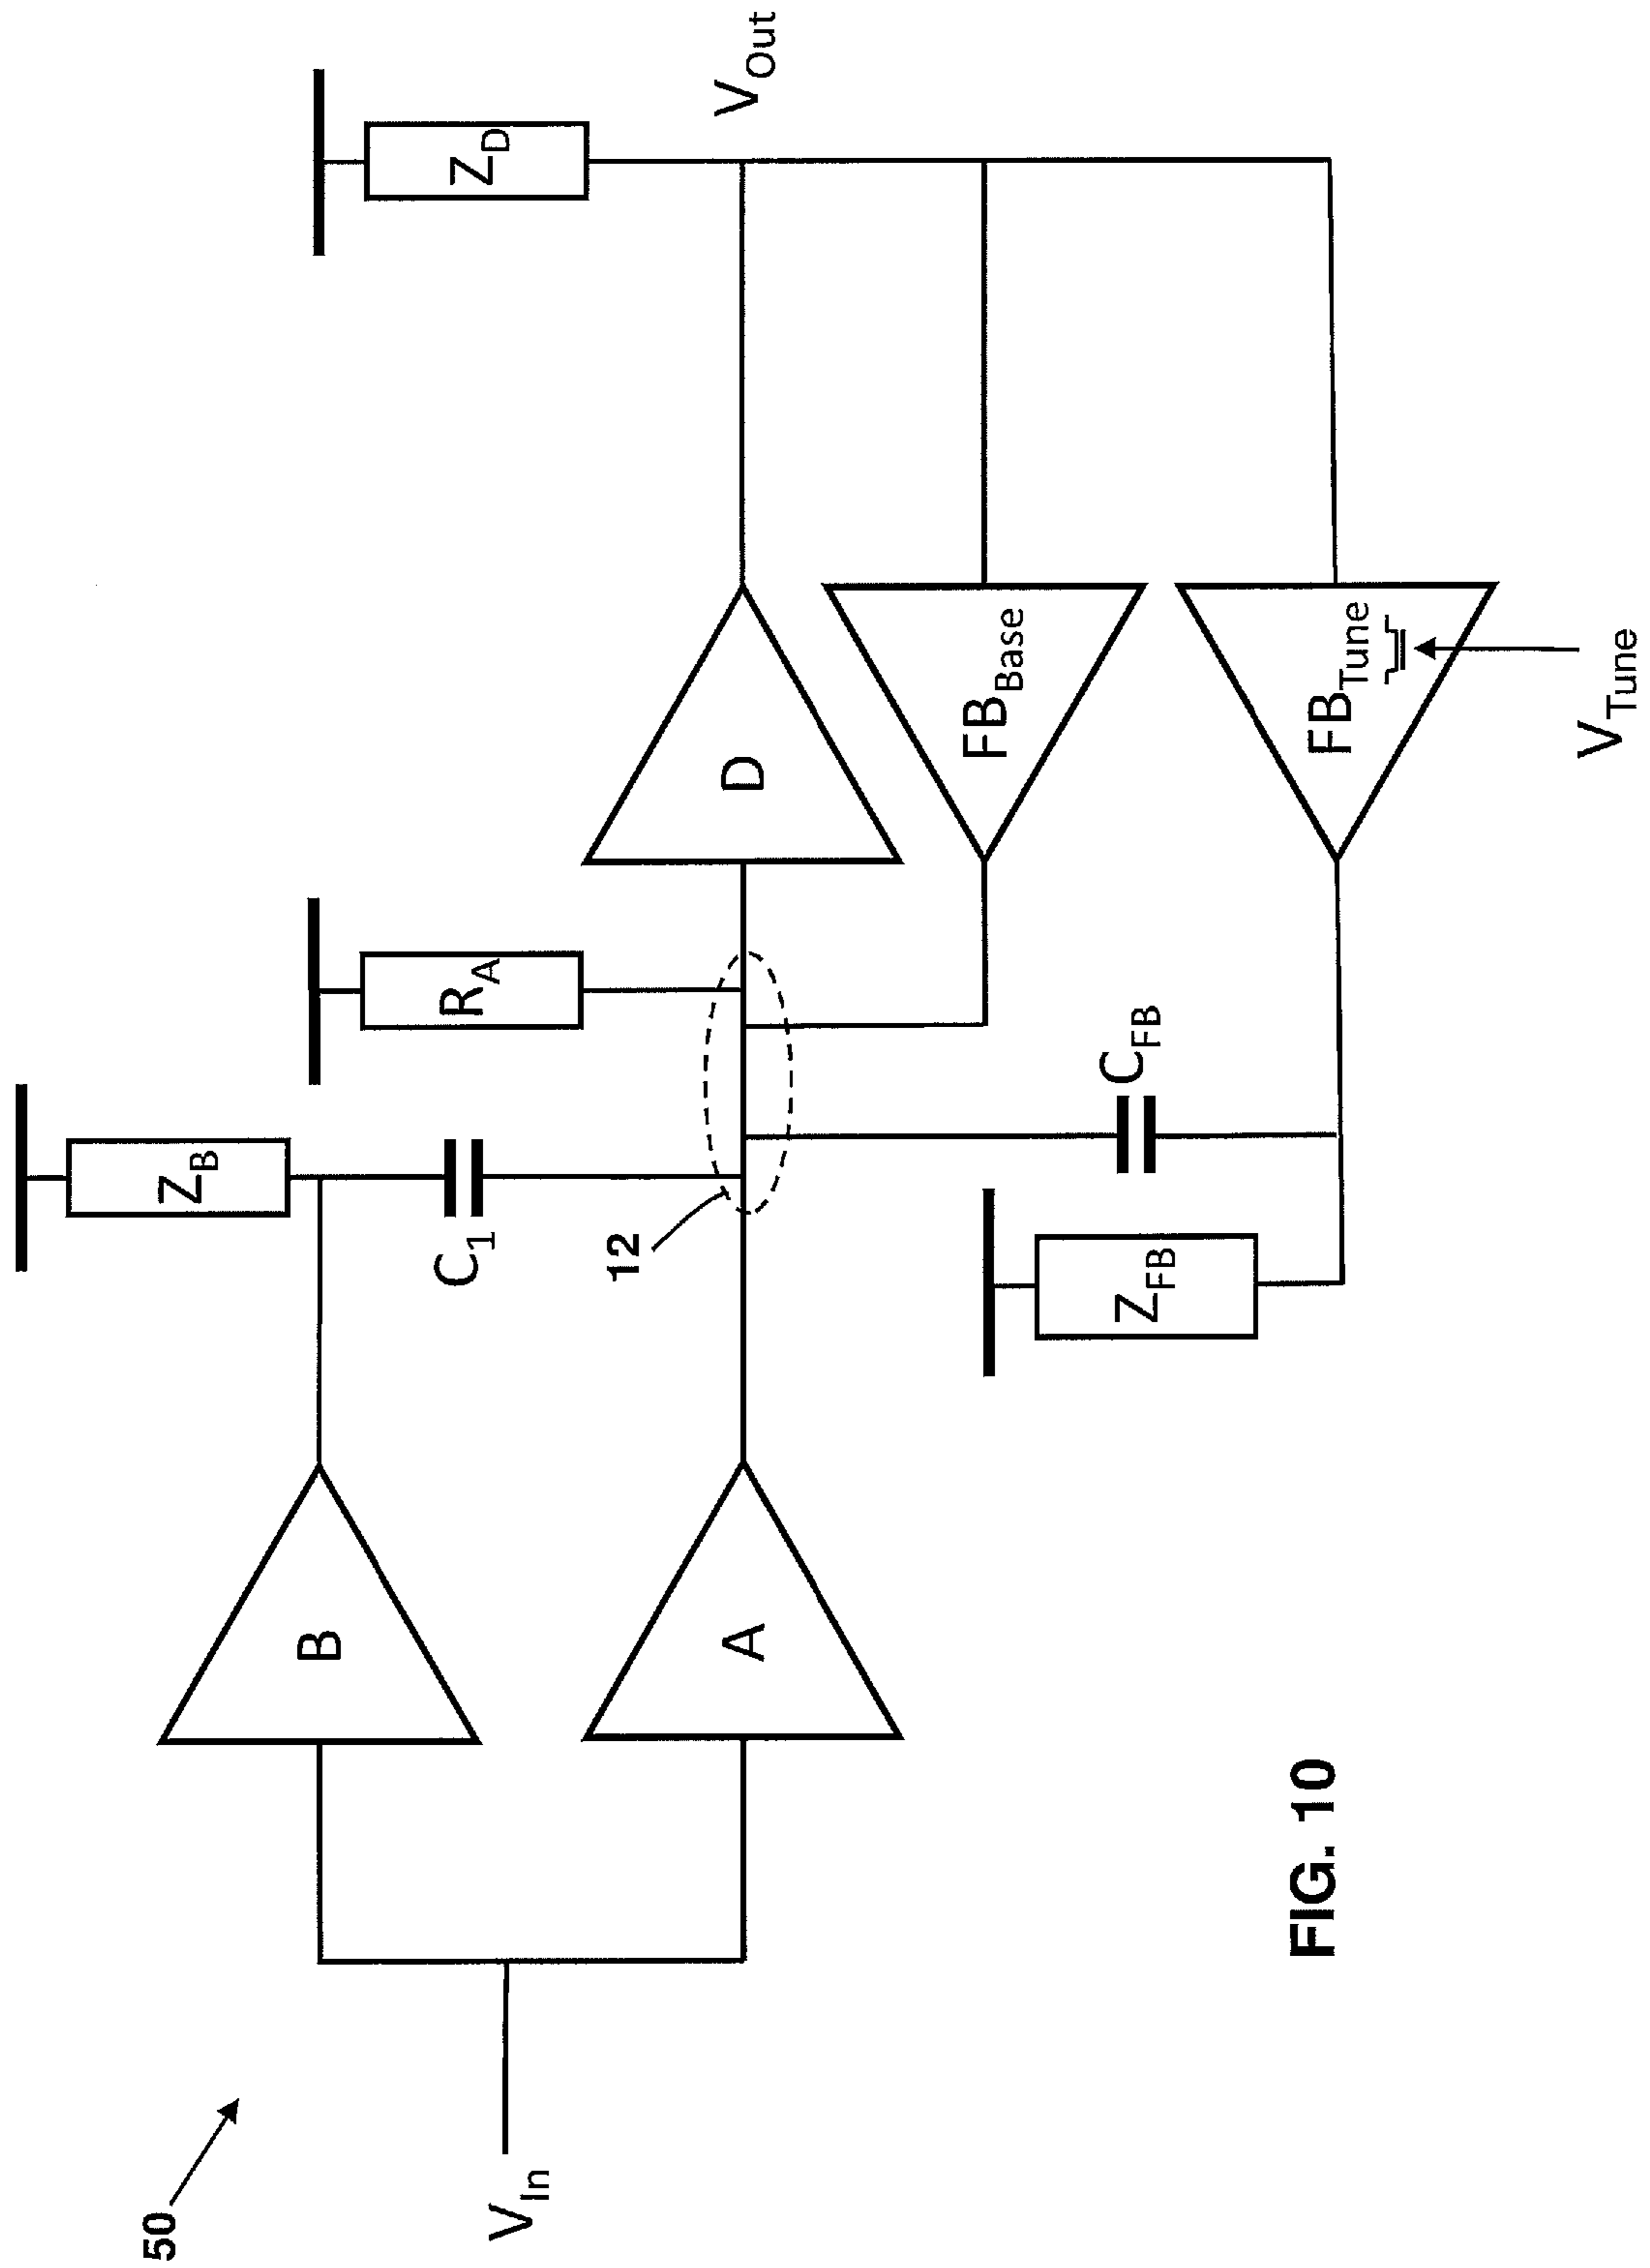 50
V_In
B
A
Z_B
C_1
12
R_A
Z_FB
C_FB
D
FB_Base
FB_Tune
V_Tune
Z_D
V_Out
FIG. 10